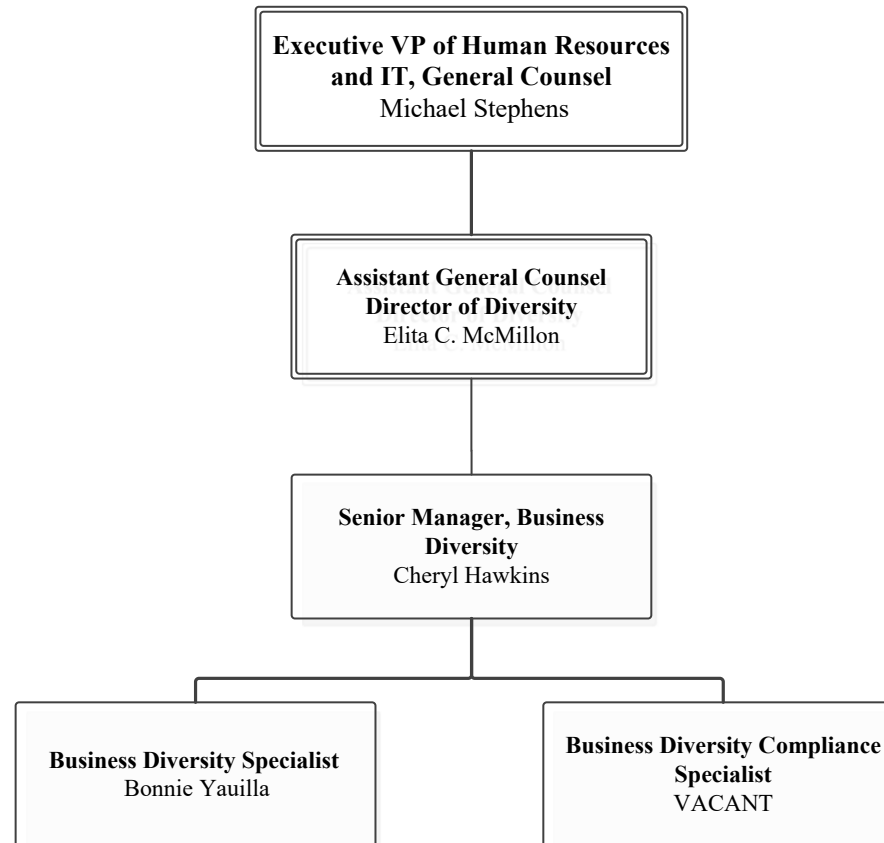 Executive VP of Human Resources
and IT, General Counsel
Michael Stephens
Assistant General Counsel
Director of Diversity
Elita C. McMillon
Senior Manager, Business
Diversity
Cheryl Hawkins
Business Diversity Specialist
Bonnie Yauilla
Business Diversity Compliance
Specialist
VACANT